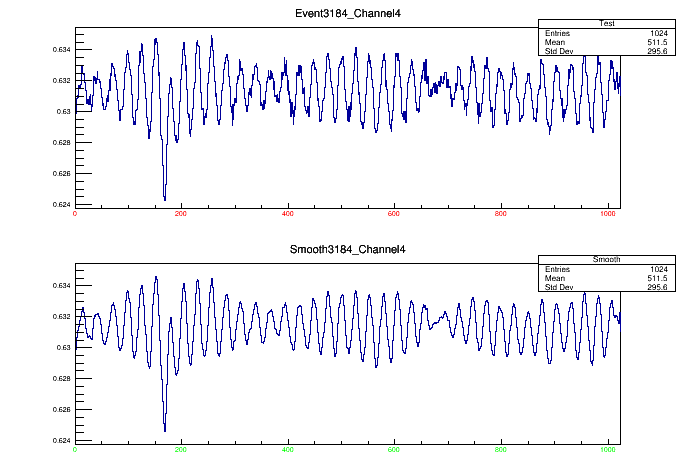 Event3184_Channel4
Test
Entries 1024
Mean 511.5
Std Dev 295.6
0.634
0.632
0.63
0.628
0.626
0.624
0 200 400 600 800 1000
Smooth3184_Channel4
Smooth
Entries 1024
Mean 511.5
Std Dev 295.6
0.634
0.632
0.63
0.628
0.626
0.624
0 200 400 600 800 1000